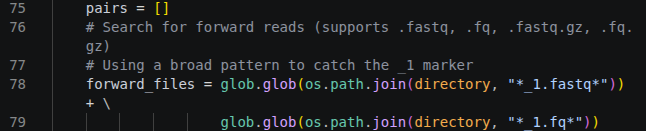 75 pairs = []
76 # Search for forward reads (supports .fastq, .fq, .fastq.gz, .fq.
gz)
77 # Using a broad pattern to catch the _1 marker
78 forward_files = glob.glob(os.path.join(directory, "*_1.fastq*"))
+ \
79 glob.glob(os.path.join(directory, "*_1.fq*"))